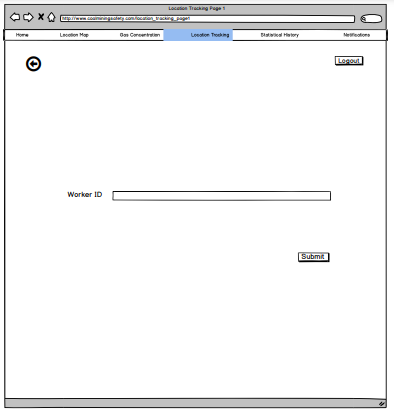 Location Tracking Page 1
http://www.coalminingsafety.com/location_tracking_page1
Home Location Map Gas Concentration Location Tracking Statistical History Notifications
Logout
Worker ID
Submit